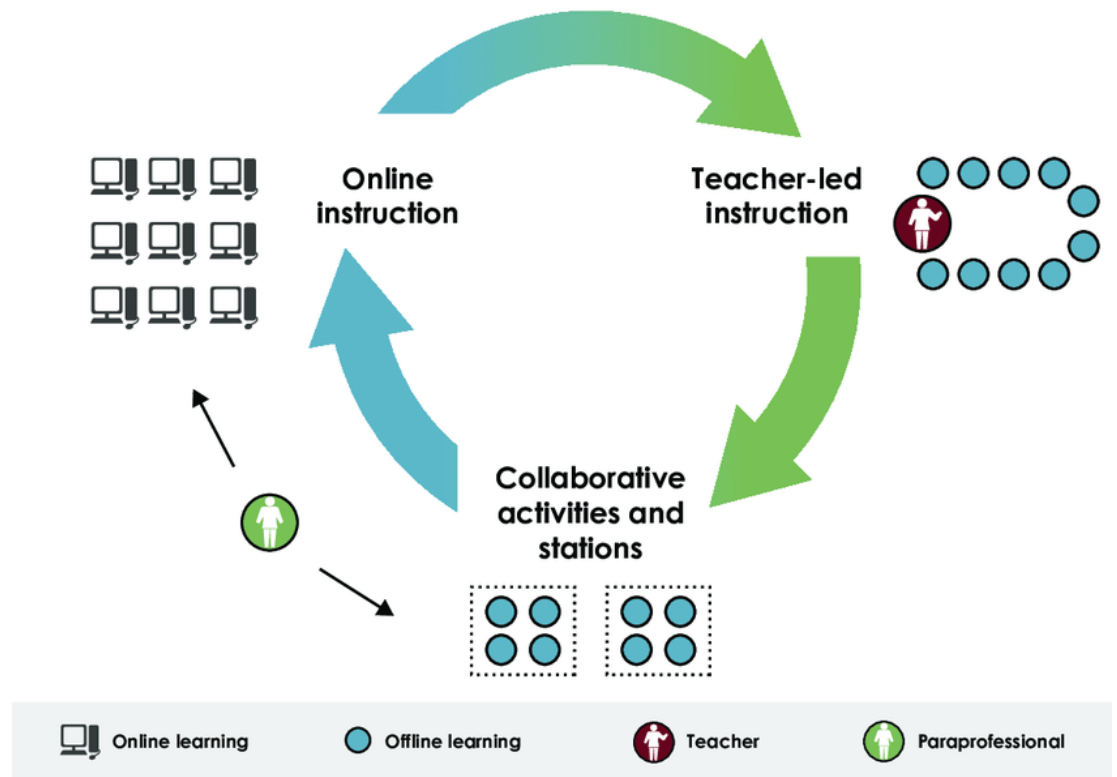 Online
instruction
Teacher-led
instruction
Collaborative
activities and
stations
Online learning
Offline learning
Teacher
Paraprofessional